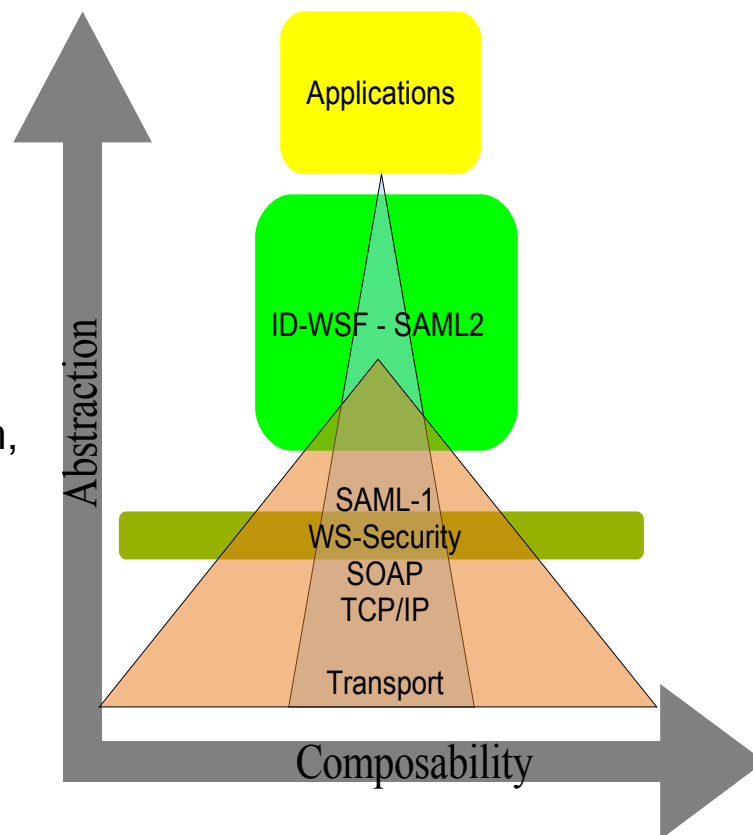 Applications
ID-WSF - SAML2
Abstraction
n,
SAML-1
WS-Security
SOAP
TCP/IP
Transport
Composability